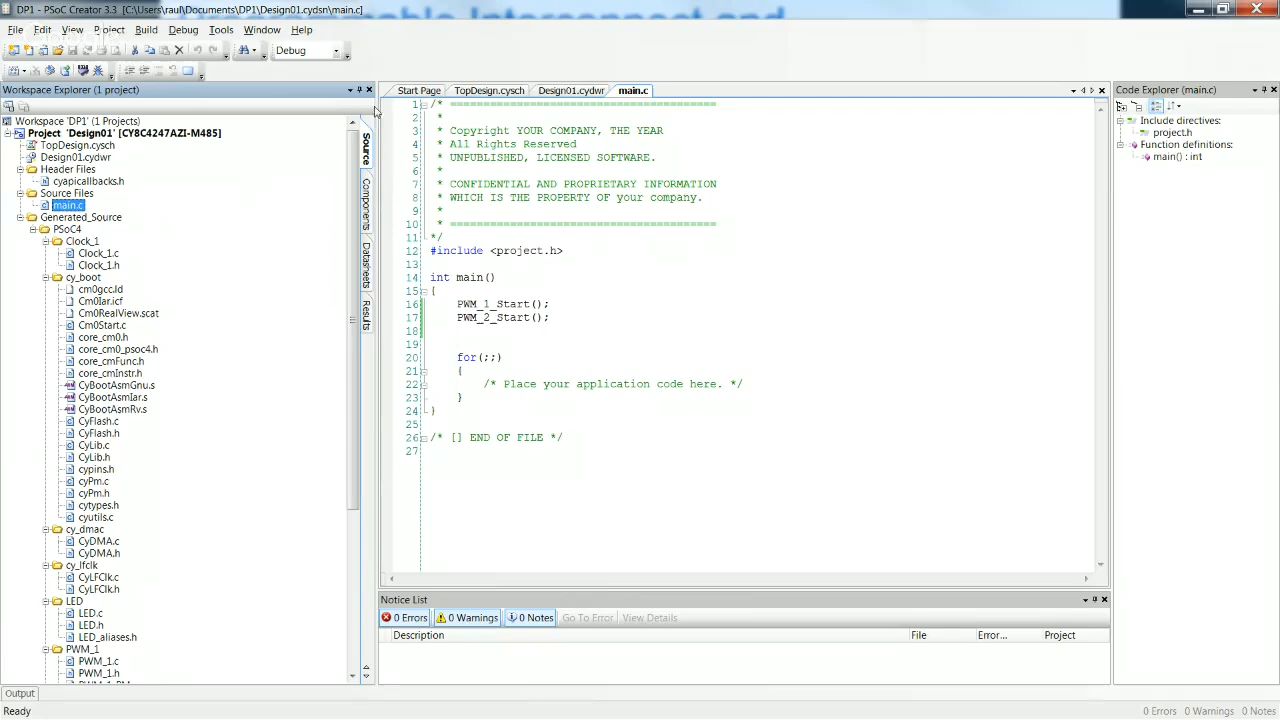 DP1 - PSoC Creator 3.3 [C:\Users\raul\Documents\DP1\Design01.cydsn\main.c]
File Edit View Project Build Debug Tools Window Help
Debug
Workspace Explorer (1 project)
Workspace 'DP1' (1 Projects)
Project 'Design01' [CY8C4247AZI-M485]
TopDesign.cysch
Design01.cydwr
Header Files
cyapicallbacks.h
Source Files
main.c
Generated_Source
PSoC4
Clock_1
Clock_1.c
Clock_1.h
cy_boot
cm0gcc.ld
Cm0Iar.icf
Cm0RealView.scat
Cm0Start.c
core_cm0.h
core_cm0_psoc4.h
core_cmFunc.h
core_cmInstr.h
CyBootAsmGnu.s
CyBootAsmIar.s
CyBootAsmRv.s
CyFlash.c
CyFlash.h
CyLib.c
CyLib.h
cypins.h
cyPm.c
cyPm.h
cytypes.h
cyutils.c
cy_dmac
CyDMA.c
CyDMA.h
cy_lfclk
CyLFClk.c
CyLFClk.h
LED
LED.c
LED.h
LED_aliases.h
PWM_1
PWM_1.c
PWM_1.h
Source
Components
Datasheets
Results
Start Page TopDesign.cysch Design01.cydwr main.c
1 /* ========================================
2 *
3 * Copyright YOUR COMPANY, THE YEAR
4 * All Rights Reserved
5 * UNPUBLISHED, LICENSED SOFTWARE.
6 *
7 * CONFIDENTIAL AND PROPRIETARY INFORMATION
8 * WHICH IS THE PROPERTY OF your company.
9 *
10 * ========================================
11 */
12 #include <project.h>
13
14 int main()
15 {
16 PWM_1_Start();
17 PWM_2_Start();
18
19
20 for(;;)
21 {
22 /* Place your application code here. */
23 }
24 }
25
26 /* [] END OF FILE */
27
Notice List
0 Errors 0 Warnings 0 Notes Go To Error View Details
Description File Error... Project
Code Explorer (main.c)
Include directives:
project.h
Function definitions:
main() : int
Output
Ready
0 Errors 0 Warnings 0 Notes